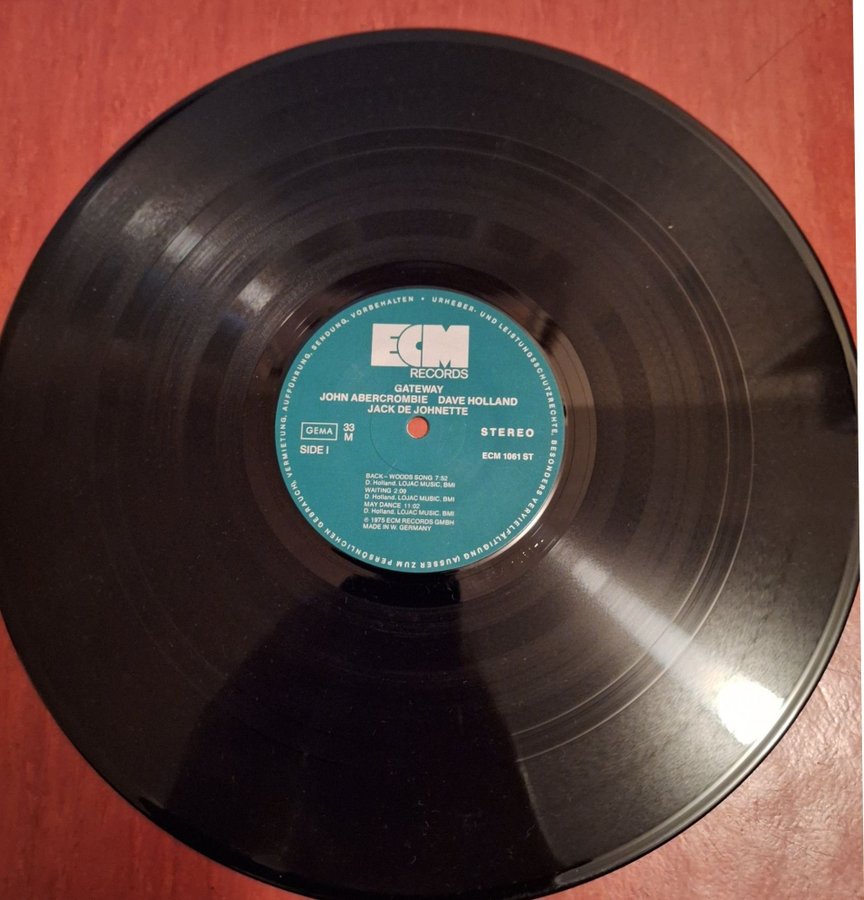 VERMIETUNG, AUFFÜHRUNG, SENDUNG, VORBEHALTEN • URHEBER- UND LEISTUNGSSCHUTZRECHTE, BESONDERS VERVIELFÄLTIGUNG (AUSSER ZUM PERSÖNLICHEN GEBRAUCH),
ECM
RECORDS
GATEWAY
JOHN ABERCROMBIE DAVE HOLLAND
JACK DE JOHNETTE
GEMA 33 STEREO
M
SIDE I ECM 1061 ST
BACK-WOODS SONG 7:52
D. Holland. LOJAC MUSIC. BMI
WAITING 2.09
D. Holland. LOJAC MUSIC. BMI
MAY DANCE 11.02
D. Holland. LOJAC MUSIC. BMI
℗ 1975 ECM RECORDS GMBH
MADE IN W. GERMANY